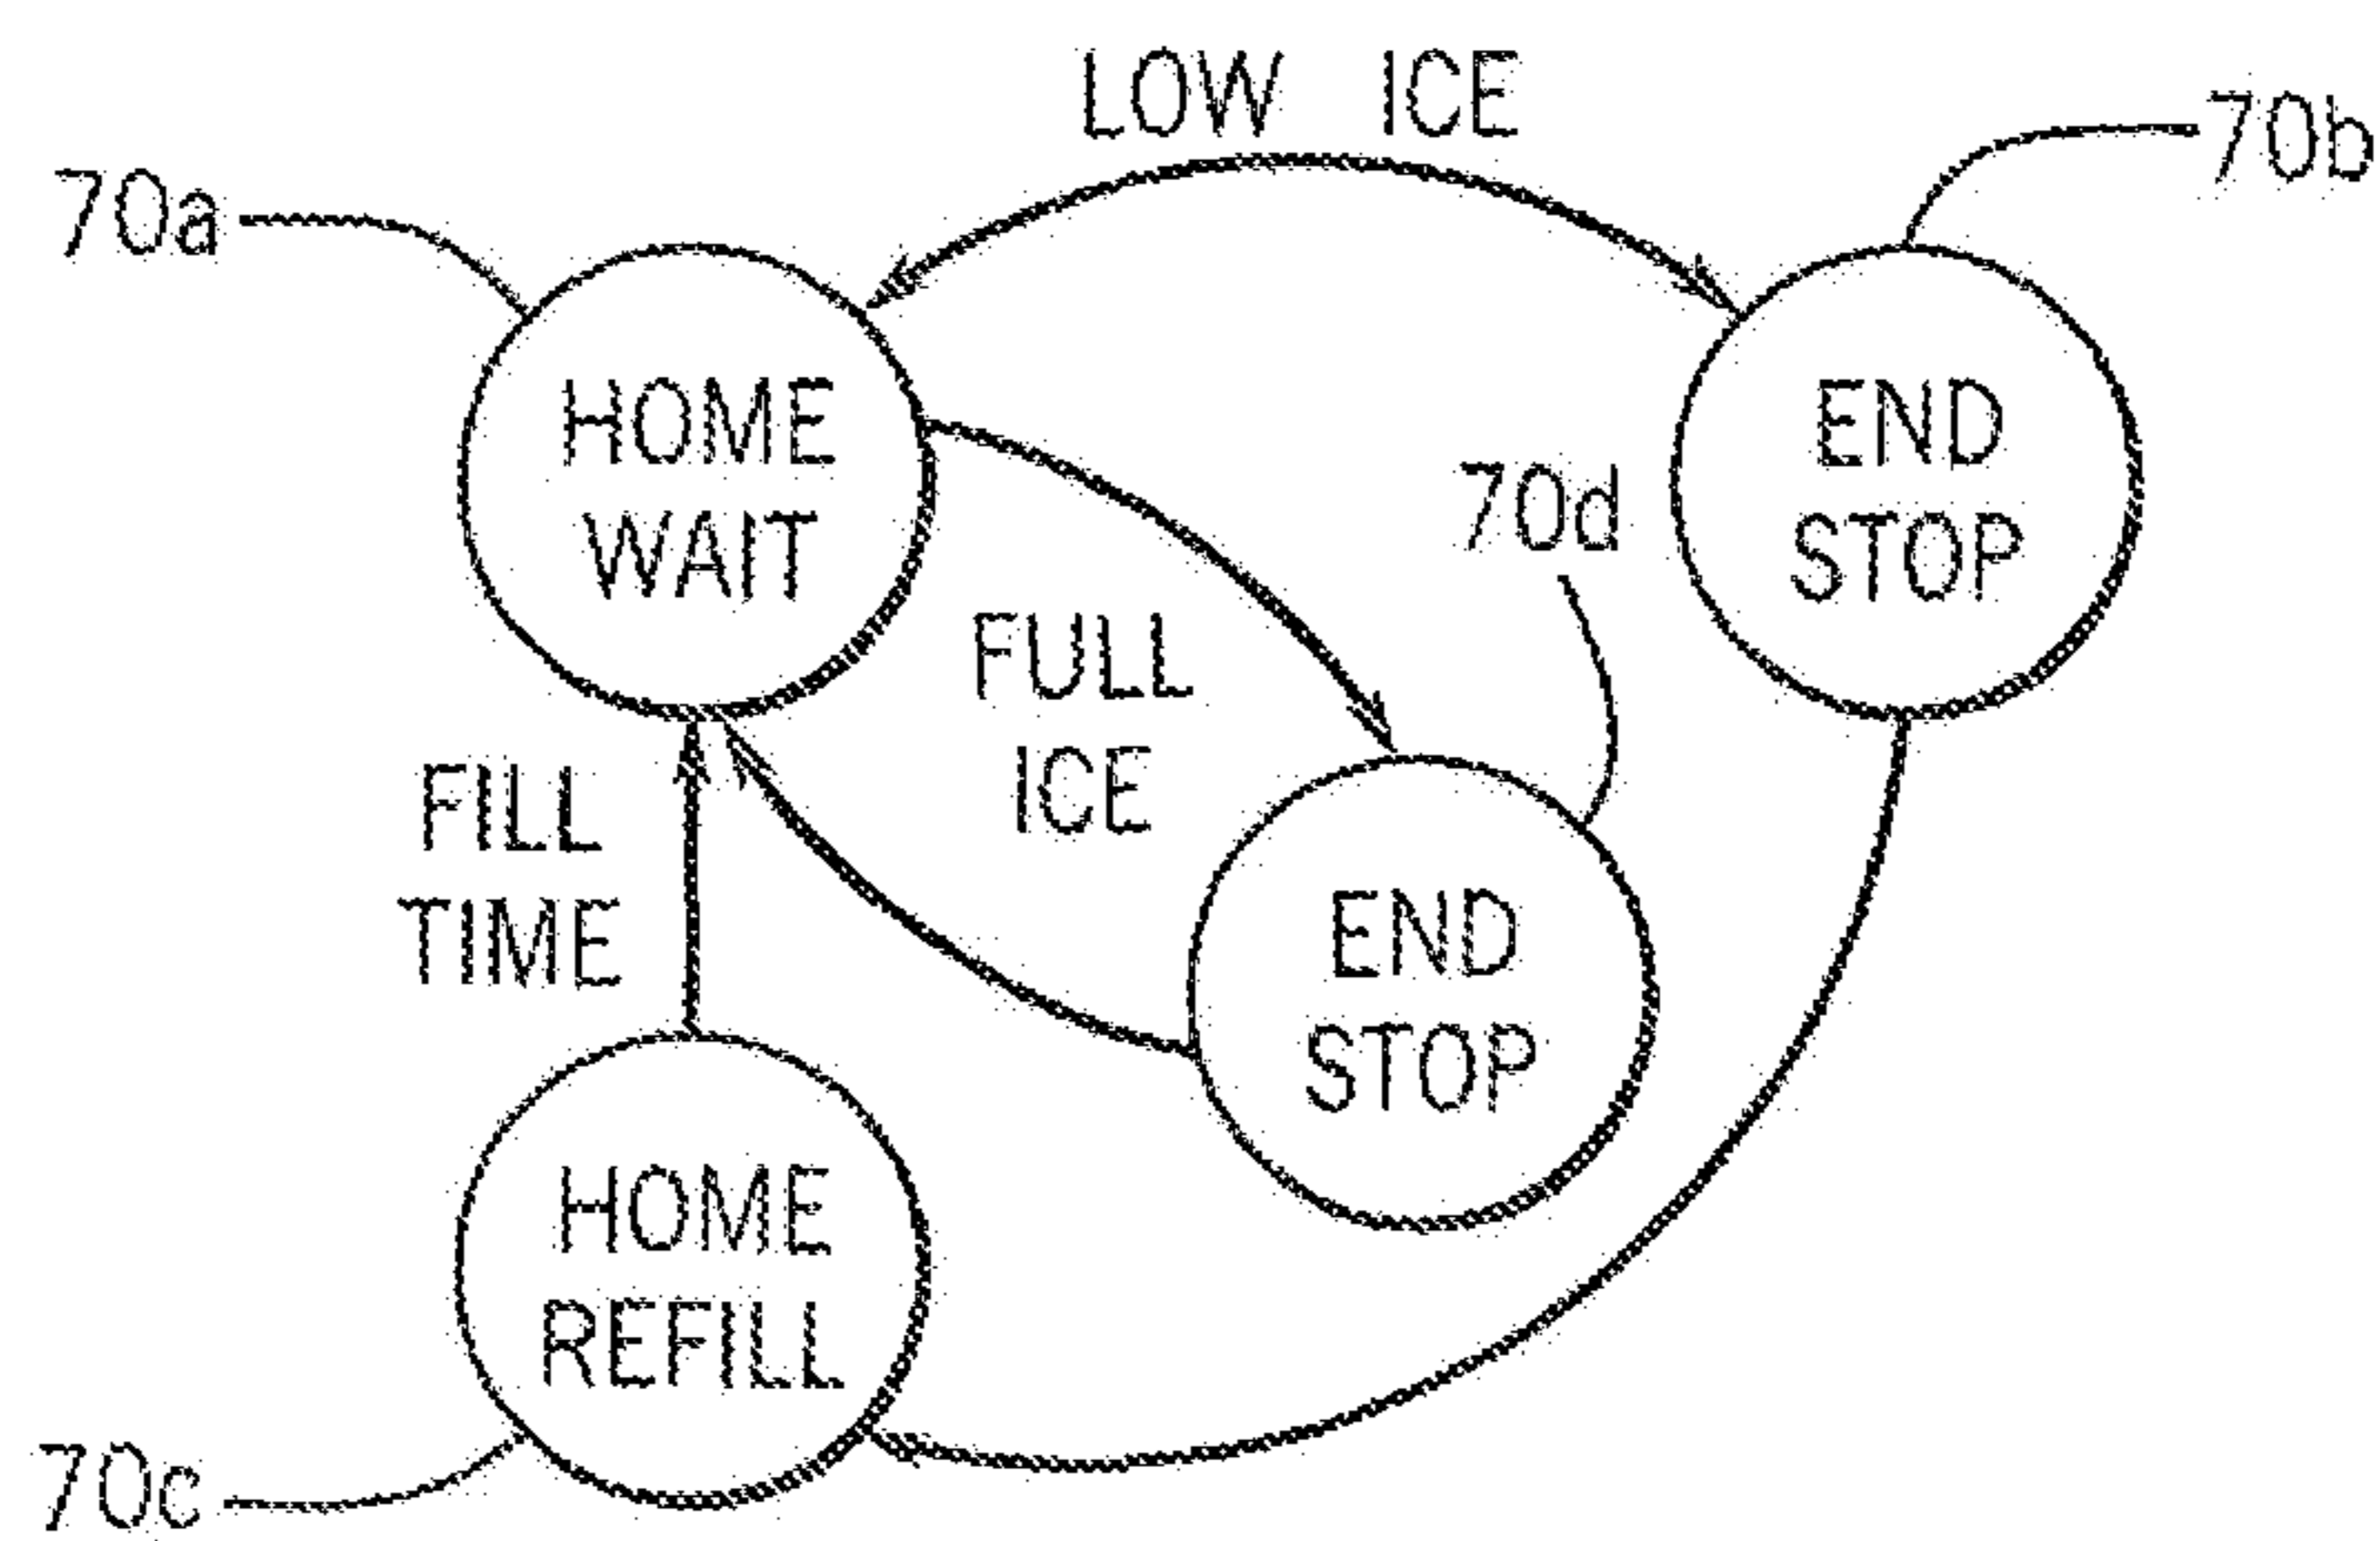 LOW ICE
70b
70a
HOME
WAIT
END
STOP
70d
FULL
ICE
FILL
TIME
END
STOP
HOME
REFILL
70c